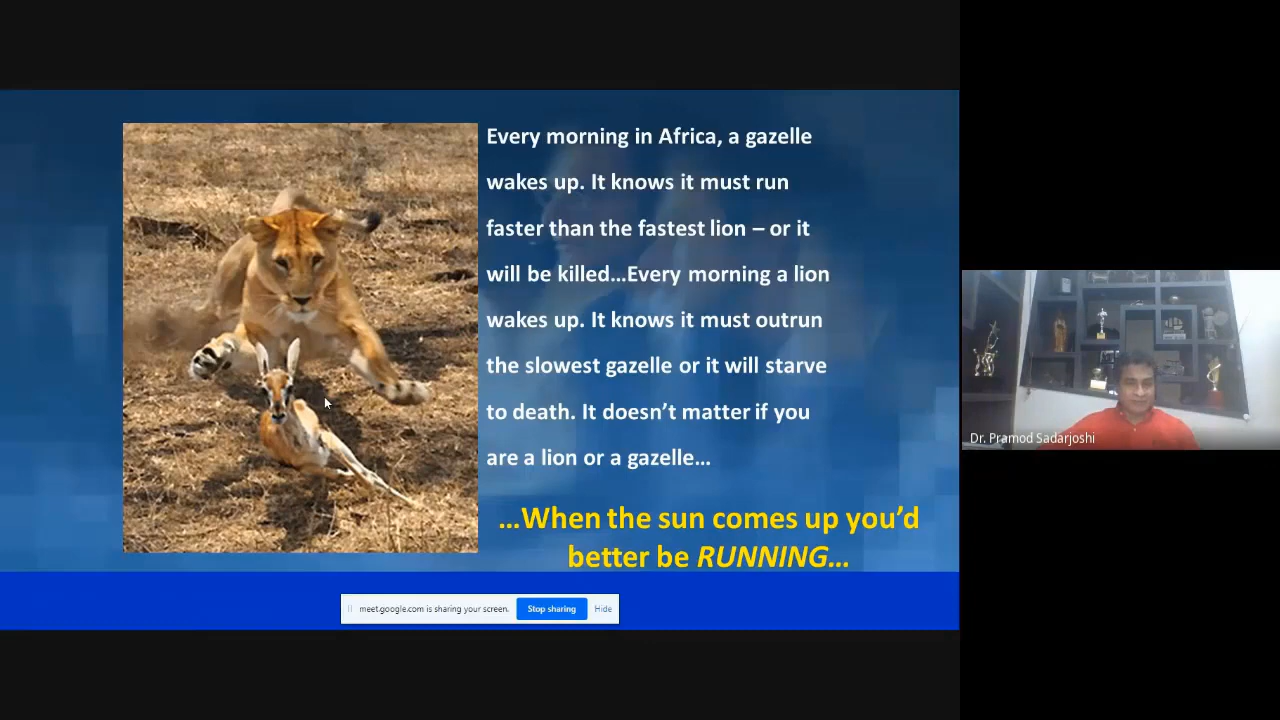 Every morning in Africa, a gazelle
wakes up. It knows it must run
faster than the fastest lion – or it
will be killed...Every morning a lion
wakes up. It knows it must outrun
the slowest gazelle or it will starve
to death. It doesn’t matter if you
are a lion or a gazelle...
...When the sun comes up you’d
better be RUNNING...
meet.google.com is sharing your screen. Stop sharing Hide
Dr. Pramod Sadarjoshi